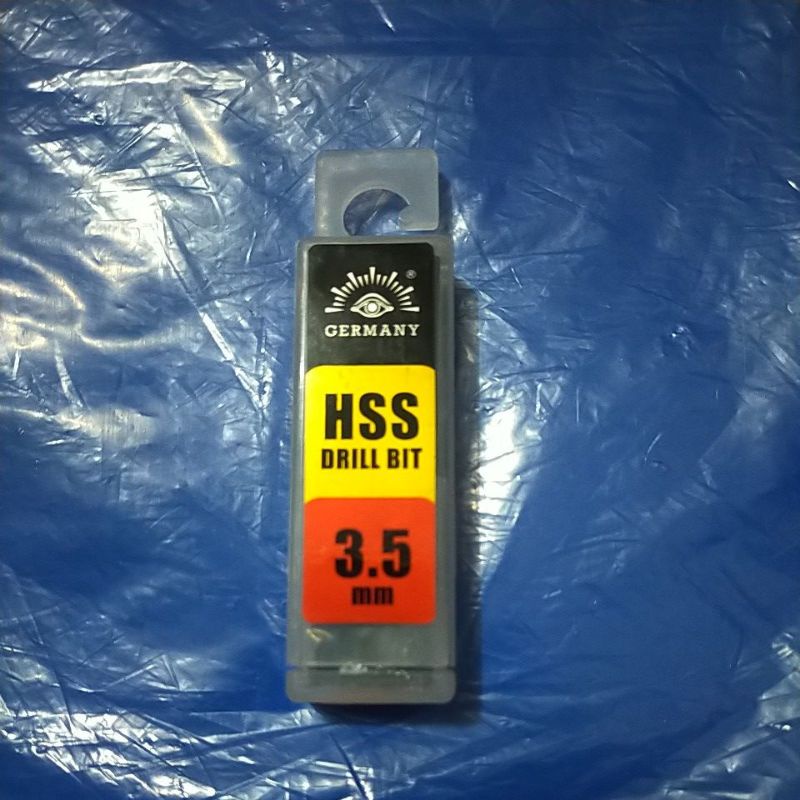 ®
GERMANY
HSS
DRILL BIT
3.5
mm